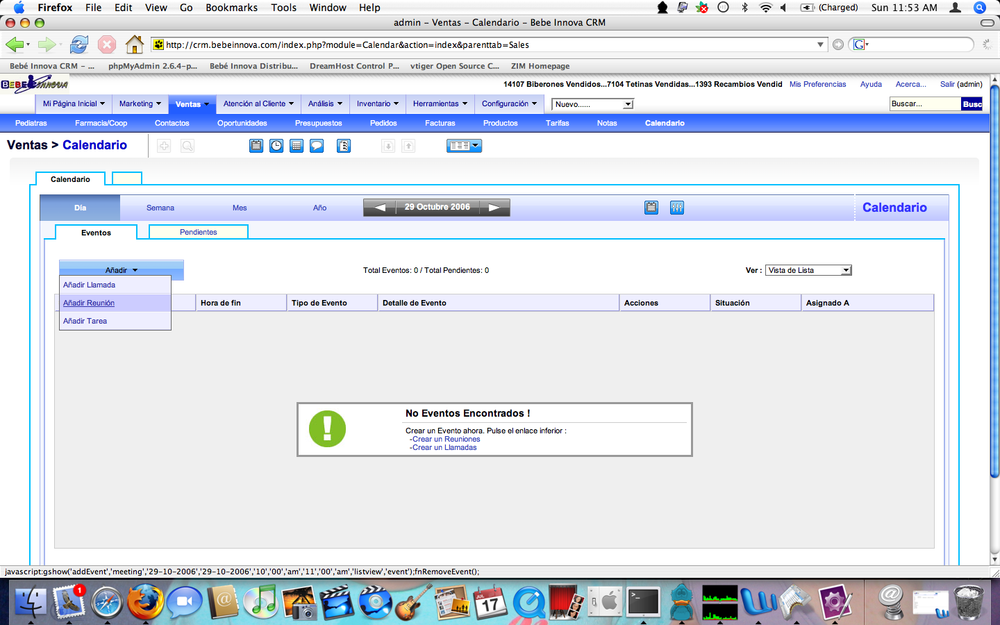 Firefox File Edit View Go Bookmarks Tools Window Help (Charged) Sun 11:53 AM
admin – Ventas – Calendario – Bebe Innova CRM
http://crm.bebeinnova.com/index.php?module=Calendar&action=index&parenttab=Sales G
Bebé Innova CRM – ... phpMyAdmin 2.6.4–p... Bebé Innova Distribu... DreamHost Control P... vtiger Open Source C... ZIM Homepage
BEBE INNOVA
14107 Biberones Vendidos...7104 Tetinas Vendidas...1393 Recambios Vendid Mis Preferencias Ayuda Acerca... Salir (admin)
Mi Página Inicial Marketing Ventas Atención al Cliente Análisis Inventario Herramientas Configuración Nuevo...... Buscar... Busc
Pediatras Farmacia/Coop Contactos Oportunidades Presupuestos Pedidos Facturas Productos Tarifas Notas Calendario
Ventas > Calendario
Calendario
Día Semana Mes Año 29 Octubre 2006 Calendario
Eventos Pendientes
Añadir Total Eventos: 0 / Total Pendientes: 0 Ver : Vista de Lista
Añadir Llamada
Añadir Reunión Hora de fin Tipo de Evento Detalle de Evento Acciones Situación Asignado A
Añadir Tarea
No Eventos Encontrados !
Crear un Evento ahora. Pulse el enlace inferior :
-Crear un Reuniones
-Crear un Llamadas
javascript:gshow('addEvent','meeting','29-10-2006','29-10-2006','10','00','am','11','00','am','listview','event');fnRemoveEvent();
1
JUL
17